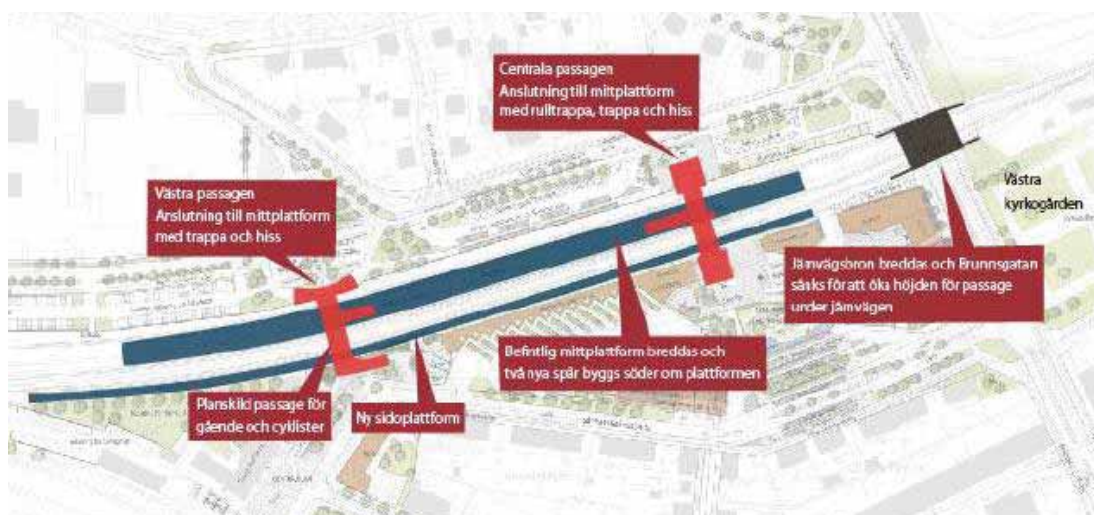 Centrala passagen
Anslutning till mittplattform
med rulltrappa, trappa och hiss
Västra passagen
Anslutning till mittplattform
med trappa och hiss
Västra
kyrkogården
Järnvägsbron breddas och Brunnsgatan
sänks för att öka höjden för passage
under järnvägen
Befintlig mittplattform breddas och
två nya spår byggs söder om plattformen
Planskild passage för
gående och cyklister
Ny sidoplattform